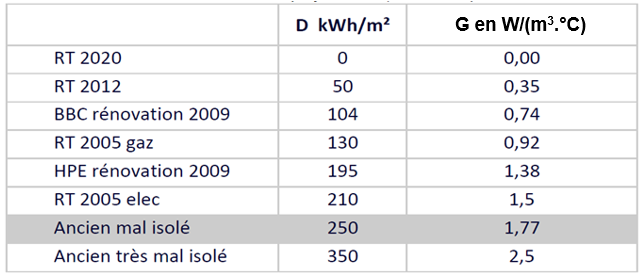 D kWh/m² G en W/(m³.°C)
RT 2020 0 0,00
RT 2012 50 0,35
BBC rénovation 2009 104 0,74
RT 2005 gaz 130 0,92
HPE rénovation 2009 195 1,38
RT 2005 elec 210 1,5
Ancien mal isolé 250 1,77
Ancien très mal isolé 350 2,5